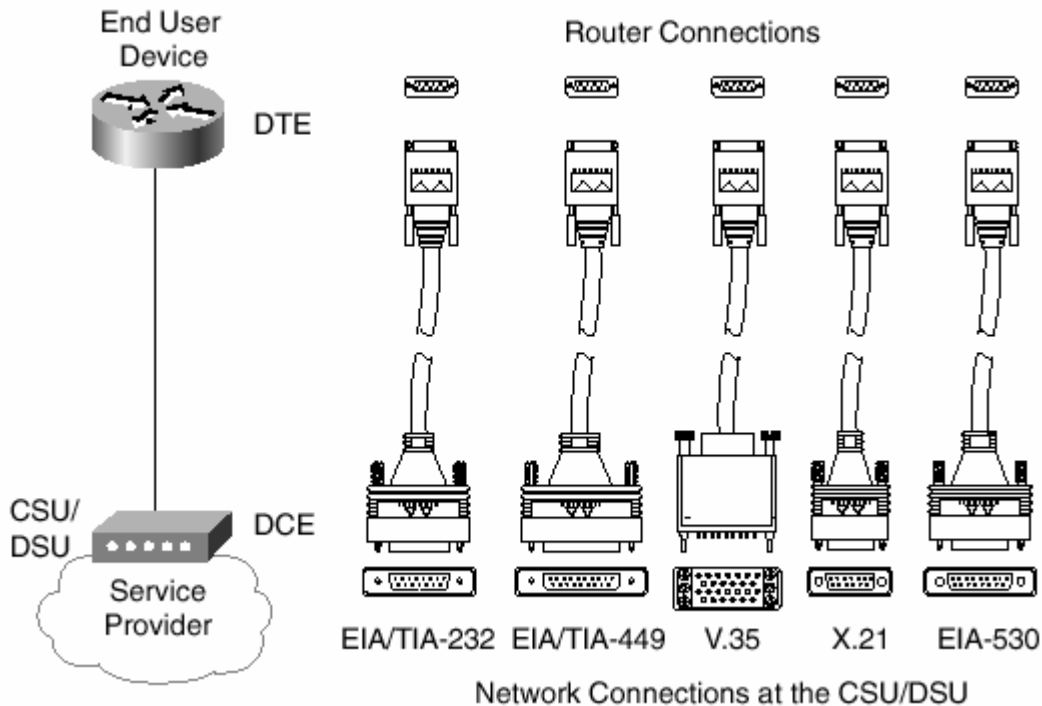 End User
Device
DTE
Router Connections
CSU/
DSU
DCE
Service
Provider
EIA/TIA-232
EIA/TIA-449
V.35
X.21
EIA-530
Network Connections at the CSU/DSU